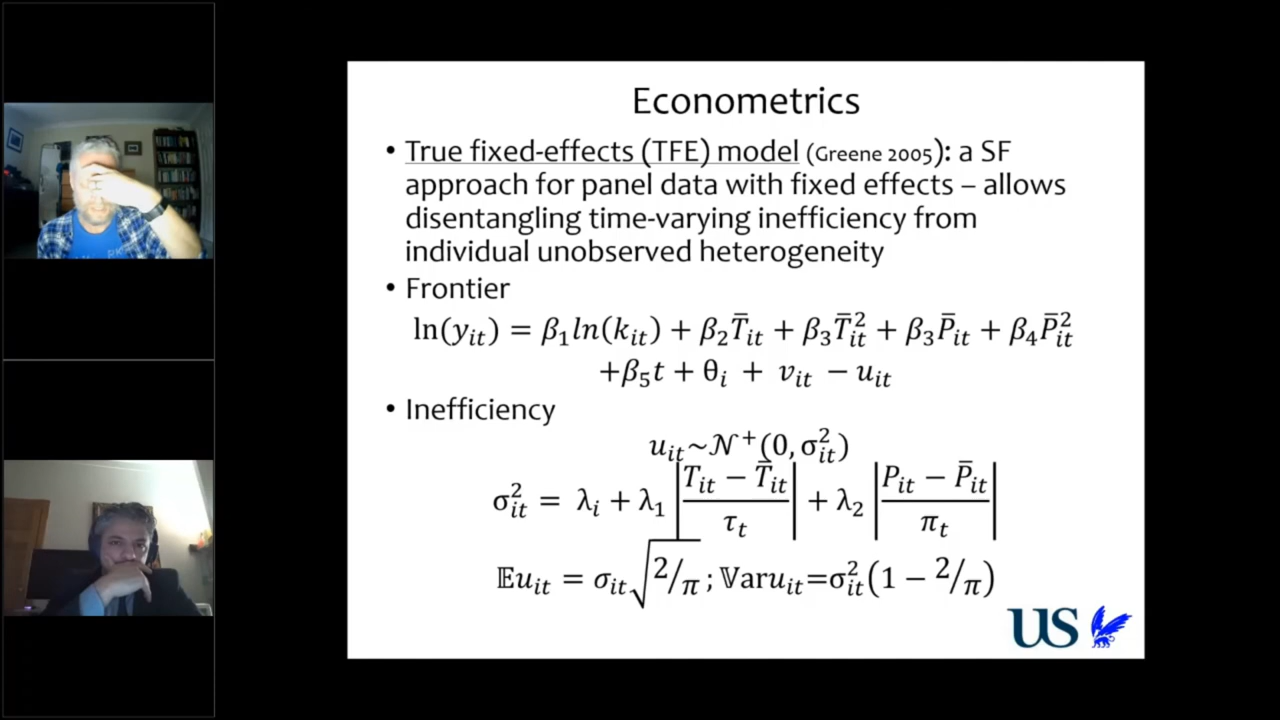 Econometrics
• True fixed-effects (TFE) model (Greene 2005): a SF
approach for panel data with fixed effects – allows
disentangling time-varying inefficiency from
individual unobserved heterogeneity
• Frontier
ln(y_it) = β₁ln(k_it) + β₂T̄_it + β₃T̄²_it + β₃P̄_it + β₄P̄²_it
+β₅t + θ_i + v_it − u_it
• Inefficiency
u_it~𝒩⁺(0, σ²_it)
σ²_it = λ_i + λ₁ |(T_it − T̄_it)/τ_t| + λ₂ |(P_it − P̄_it)/π_t|
𝔼u_it = σ_it√(2/π) ; 𝕍aru_it=σ²_it(1 − 2/π)
US